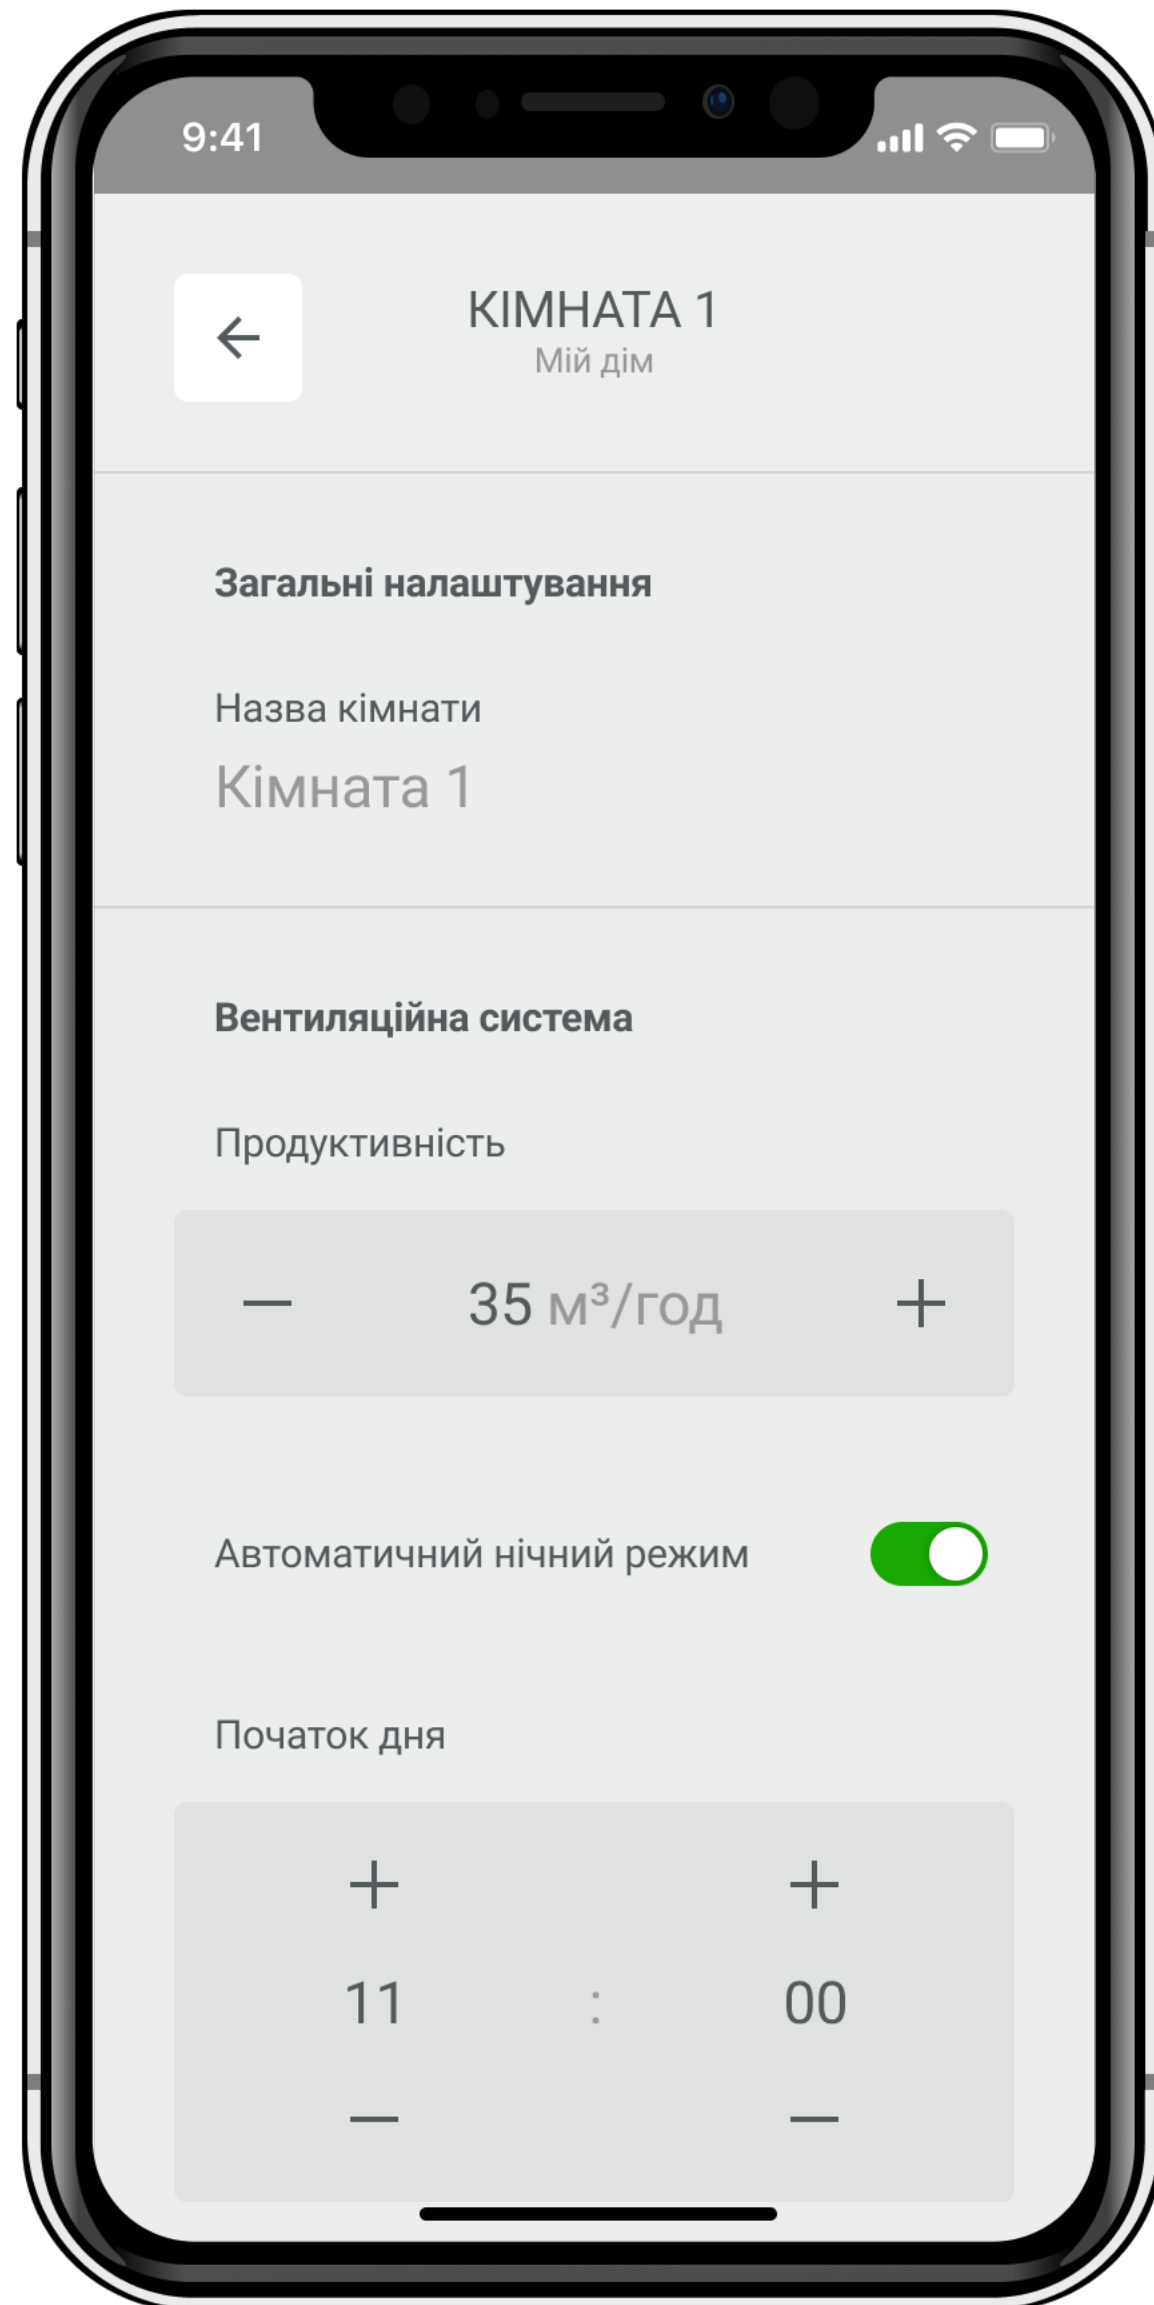 9:41
КІМНАТА 1
Мій дім
Загальні налаштування
Назва кімнати
Кімната 1
Вентиляційна система
Продуктивність
35 м³/год
Автоматичний нічний режим
Початок дня
11 : 00